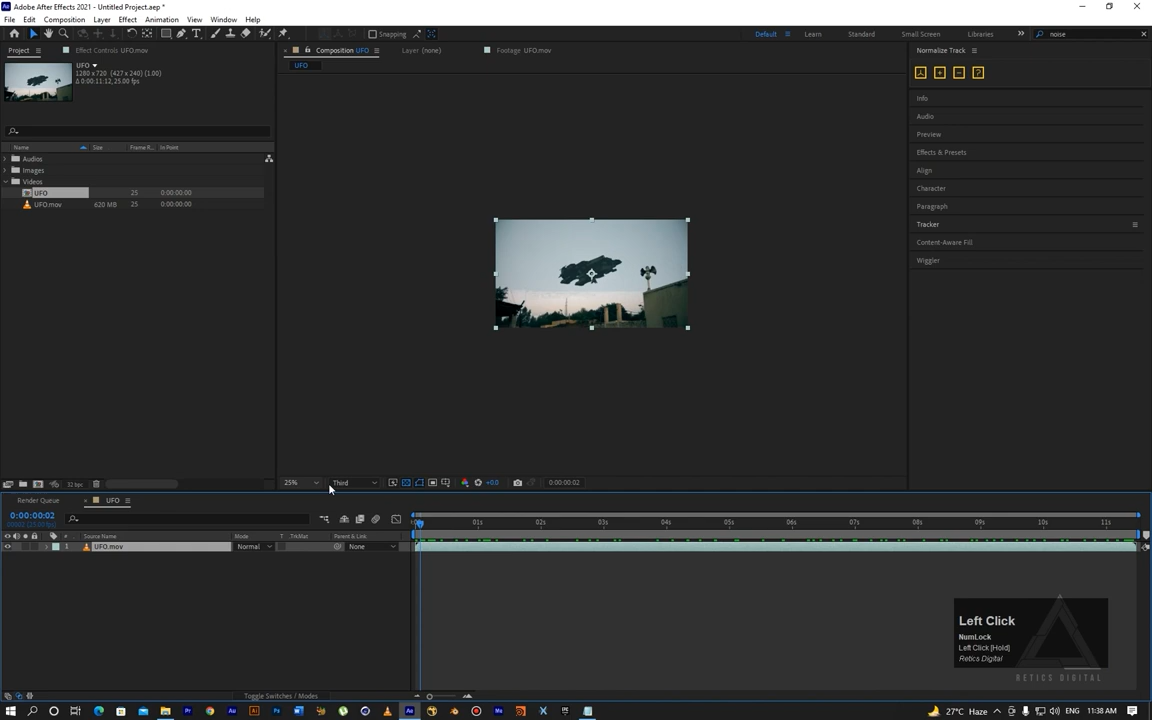 Adobe After Effects 2021 - Untitled Project.aep *
File Edit Composition Layer Effect Animation View Window Help
Snapping
Default Learn Standard Small Screen Libraries
noise
Project
Effect Controls UFO.mov
Composition UFO
Layer (none)
Footage UFO.mov
Normalize Track
UFO
1280 x 720 (427 x 240) (1.00)
Δ 0:00:11:12, 25.00 fps
UFO
Info
Audio
Preview
Effects & Presets
Align
Character
Paragraph
Tracker
Content-Aware Fill
Wiggler
Name Size Frame R... In Point
Audios
Images
Videos
UFO 25 0:00:00:00
UFO.mov 620 MB 25 0:00:00:00
32 bpc
25% Third +0.0 0:00:00:02
Render Queue UFO
0:00:00:02
00002 (25.00 fps)
01s 02s 03s 04s 05s 06s 07s 08s 09s 10s 11s
# Source Name Mode T .TrkMat Parent & Link
1 UFO.mov Normal None
Left Click
NumLock
Left Click [Hold]
Retics Digital
RETICS DIGITAL
Toggle Switches / Modes
27°C Haze ENG 11:38 AM